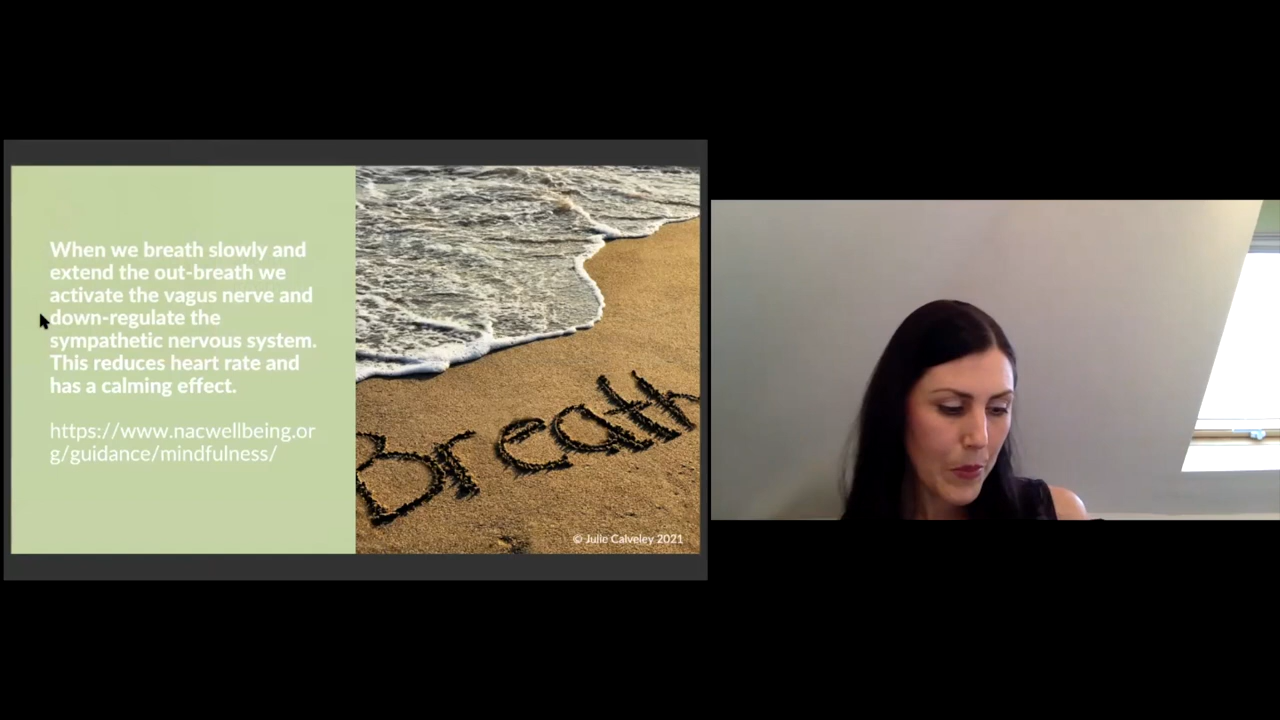 When we breath slowly and
extend the out-breath we
activate the vagus nerve and
down-regulate the
sympathetic nervous system.
This reduces heart rate and
has a calming effect.
https://www.nacwellbeing.or
g/guidance/mindfulness/
Breath
© Julie Calveley 2021